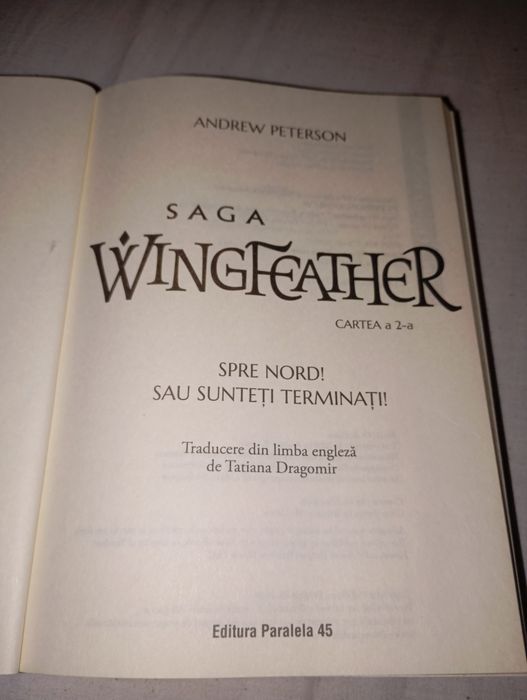 ANDREW PETERSON
SAGA
WINGFEATHER
CARTEA a 2-a
SPRE NORD!
SAU SUNTEȚI TERMINAȚI!
Traducere din limba engleză
de Tatiana Dragomir
Editura Paralela 45